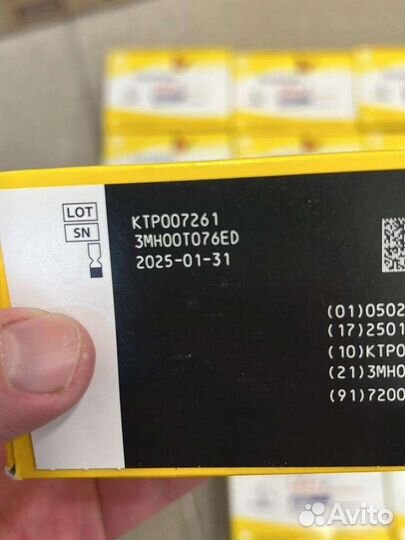 LOT
SN
KTP007261
3MH00T076ED
2025-01-31
(01)0502
(17)2501
(10)KTP0
(21)3MH0
(91)7200
Avito